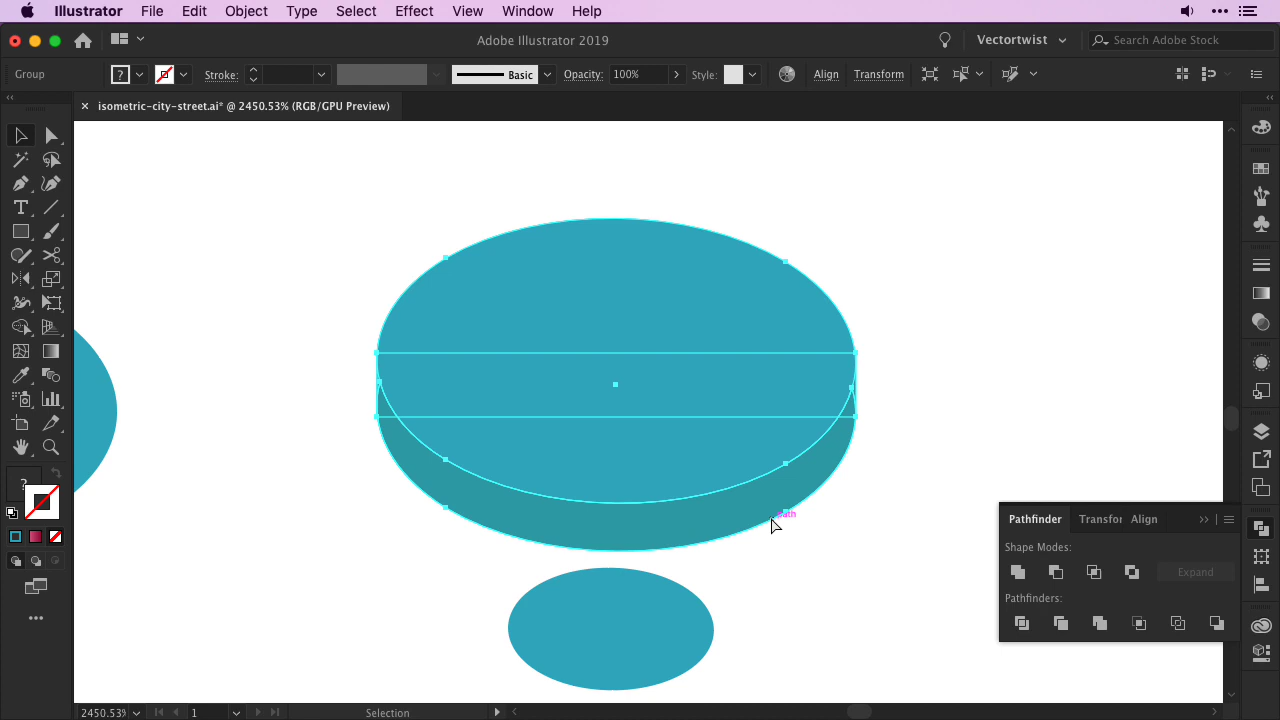 Illustrator File Edit Object Type Select Effect View Window Help
Adobe Illustrator 2019
Vectortwist
Search Adobe Stock
Group
?
Stroke:
Basic
Opacity: 100%
Style:
Align
Transform
× isometric-city-street.ai* @ 2450.53% (RGB/GPU Preview)
?
path
Pathfinder Transfor Align
Shape Modes:
Expand
Pathfinders:
2450.53%
1
Selection